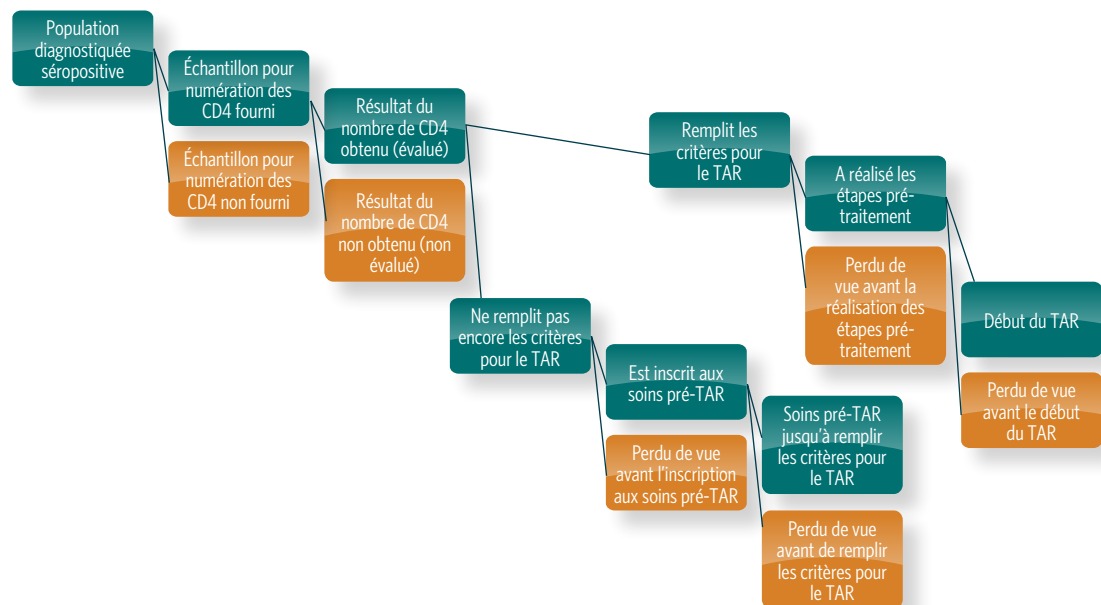 Population
diagnostiquée
séropositive
Échantillon pour
numération des
CD4 fourni
Échantillon pour
numération des
CD4 non fourni
Résultat du
nombre de CD4
obtenu (évalué)
Résultat du
nombre de CD4
non obtenu (non
évalué)
Remplit les
critères pour
le TAR
A réalisé les
étapes pré-
traitement
Perdu de
vue avant la
réalisation des
étapes pré-
traitement
Début du TAR
Perdu de vue
avant le début
du TAR
Ne remplit pas
encore les critères
pour le TAR
Est inscrit aux
soins pré-TAR
Perdu de vue
avant l'inscription
aux soins pré-TAR
Soins pré-TAR
jusqu'à remplir
les critères pour
le TAR
Perdu de vue
avant de remplir
les critères pour
le TAR